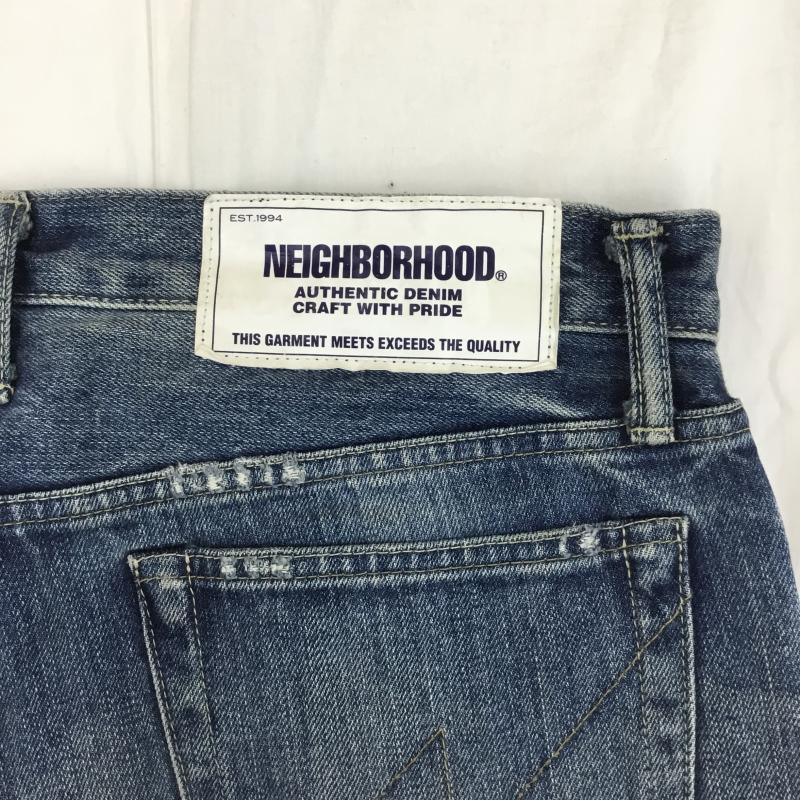 EST.1994
NEIGHBORHOOD®
AUTHENTIC DENIM
CRAFT WITH PRIDE
THIS GARMENT MEETS EXCEEDS THE QUALITY